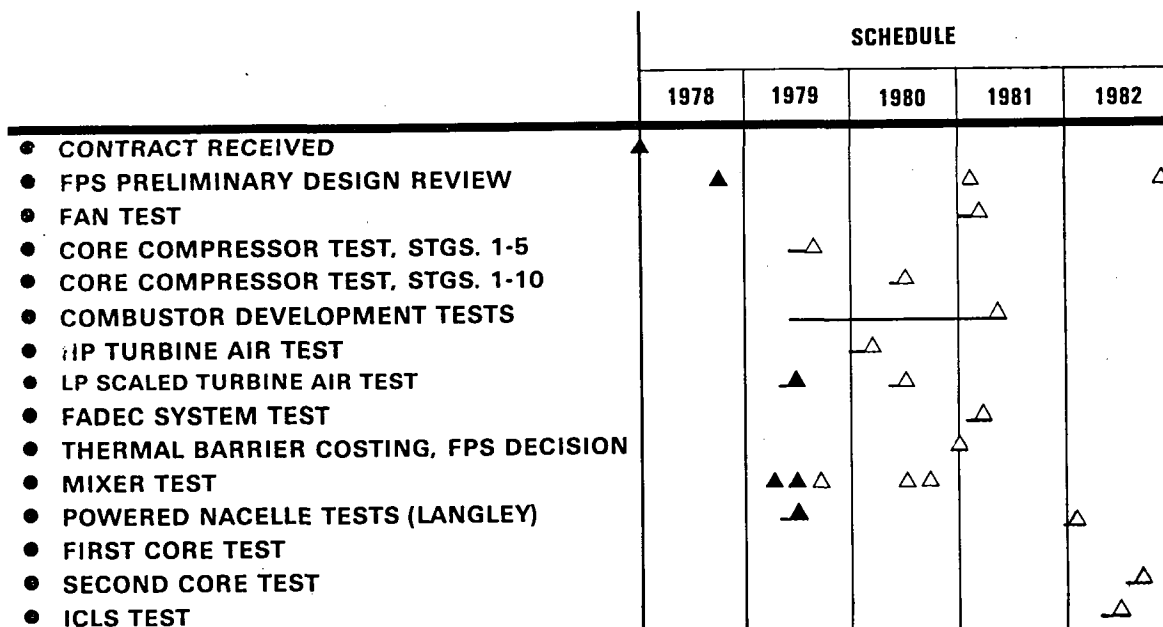 SCHEDULE
1978 1979 1980 1981 1982
• CONTRACT RECEIVED
• FPS PRELIMINARY DESIGN REVIEW
• FAN TEST
• CORE COMPRESSOR TEST, STGS. 1-5
• CORE COMPRESSOR TEST, STGS. 1-10
• COMBUSTOR DEVELOPMENT TESTS
• HP TURBINE AIR TEST
• LP SCALED TURBINE AIR TEST
• FADEC SYSTEM TEST
• THERMAL BARRIER COSTING, FPS DECISION
• MIXER TEST
• POWERED NACELLE TESTS (LANGLEY)
• FIRST CORE TEST
• SECOND CORE TEST
• ICLS TEST